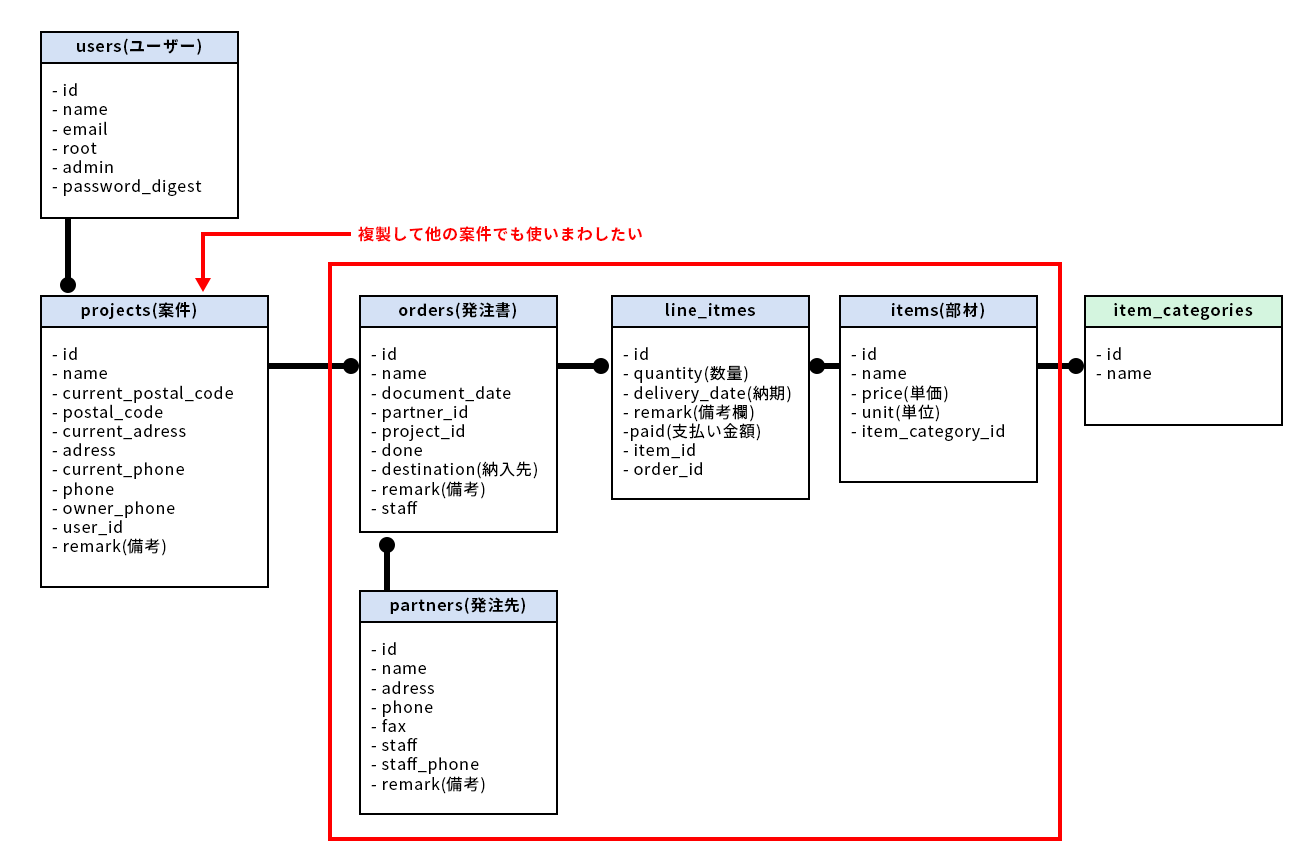 users(ユーザー)
- id
- name
- email
- root
- admin
- password_digest
複製して他の案件でも使いまわしたい
projects(案件)
- id
- name
- current_postal_code
- postal_code
- current_adress
- adress
- current_phone
- phone
- owner_phone
- user_id
- remark(備考)
orders(発注書)
- id
- name
- document_date
- partner_id
- project_id
- done
- destination(納入先)
- remark(備考)
- staff
line_itmes
- id
- quantity(数量)
- delivery_date(納期)
- remark(備考欄)
-paid(支払い金額)
- item_id
- order_id
items(部材)
- id
- name
- price(単価)
- unit(単位)
- item_category_id
item_categories
- id
- name
partners(発注先)
- id
- name
- adress
- phone
- fax
- staff
- staff_phone
- remark(備考)